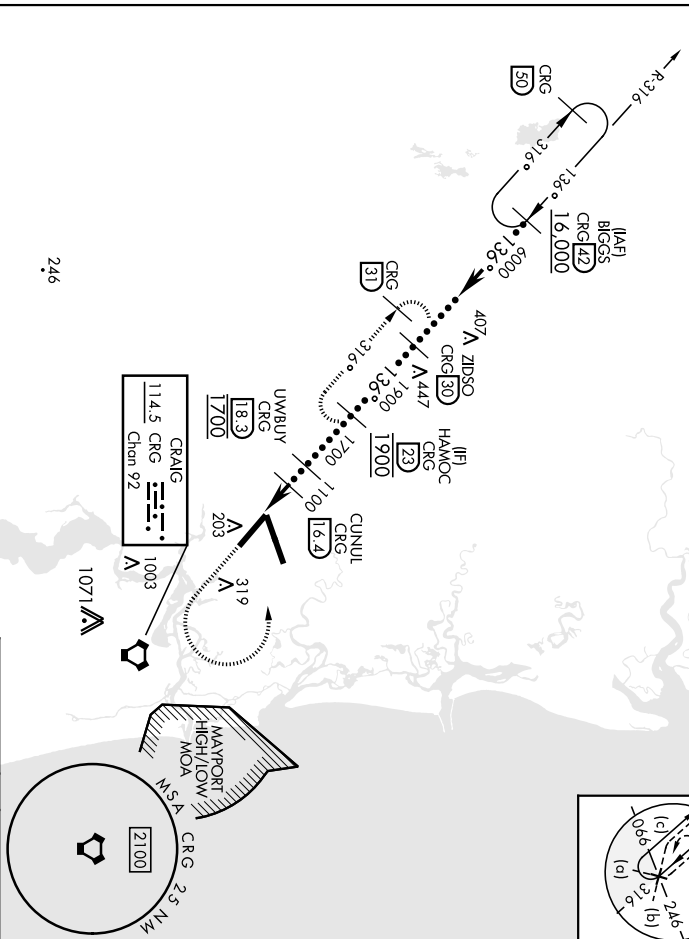 R-316
CRG
50
316°
136°
(IAF)
BIGGS
CRG 42
16,000
6000
136°
CRG
31
316°
407
ZIDSO
CRG 30
447
1900
136°
(IF)
HAMOC
CRG
23
1900
UWBUY
CRG
18.3
1700
1700
1100
CUNUL
CRG
16.4
203
319
246
CRAIG
114.5 CRG
Chan 92
1003
1071
MAYPORT
HIGH/LOW
MOA
MSA CRG 25 NM
2100
(c)
066
(a)
316
(b)
246